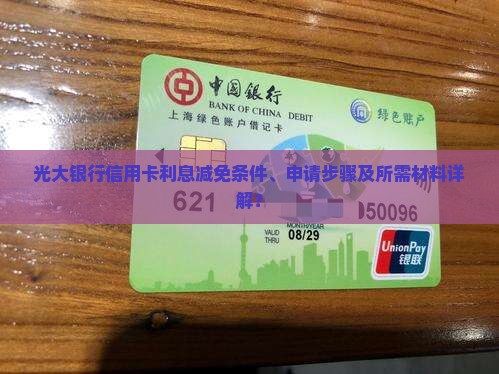 中国银行
BANK OF CHINA DEBIT
上海绿色账户借记卡
绿色账户
光大银行信用卡利息减免条件、申请步骤及所需材料详
解?
621
50096
MONTH/YEAR
VALID
THRU
08/29
UnionPay
银联